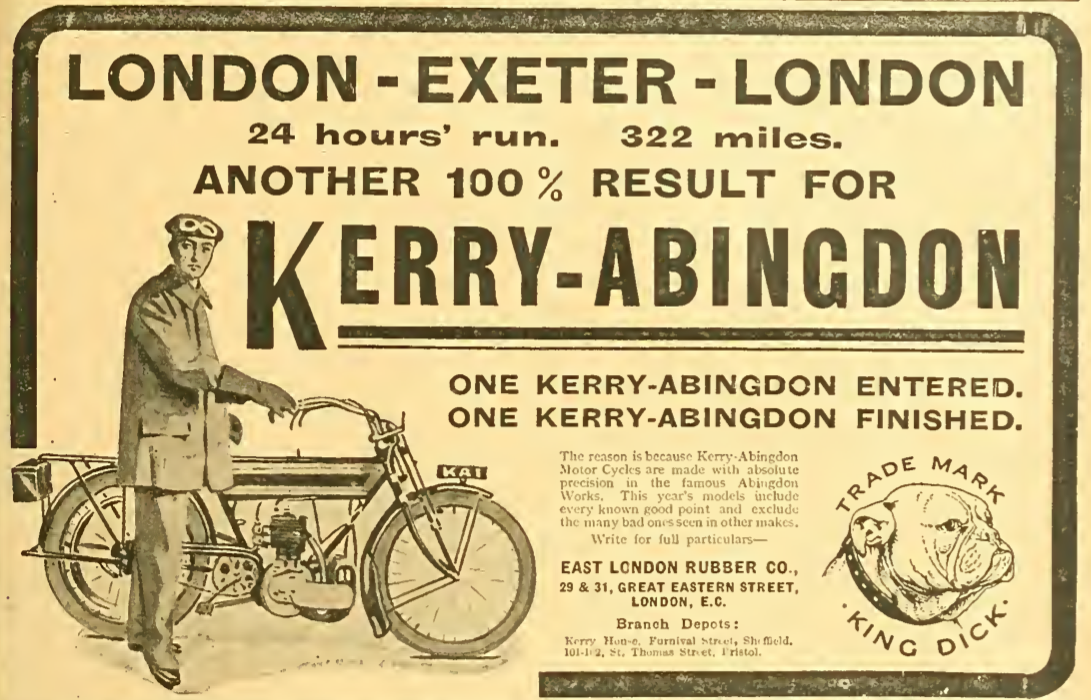 LONDON - EXETER - LONDON
24 hours' run. 322 miles.
ANOTHER 100% RESULT FOR
KERRY-ABINGDON
ONE KERRY-ABINGDON ENTERED.
ONE KERRY-ABINGDON FINISHED.
The reason is because Kerry-Abingdon
Motor Cycles are made with absolute
precision in the famous Abingdon
Works. This year's models include
every known good point and exclude
the many bad ones seen in other makes.
Write for full particulars—
EAST LONDON RUBBER CO.,
29 & 31, GREAT EASTERN STREET,
LONDON, E.C.
Branch Depots:
Kerry House, Furnival Street, Sheffield.
St. Thomas Street, Bristol.
KA1
TRADE MARK
· KING DICK ·